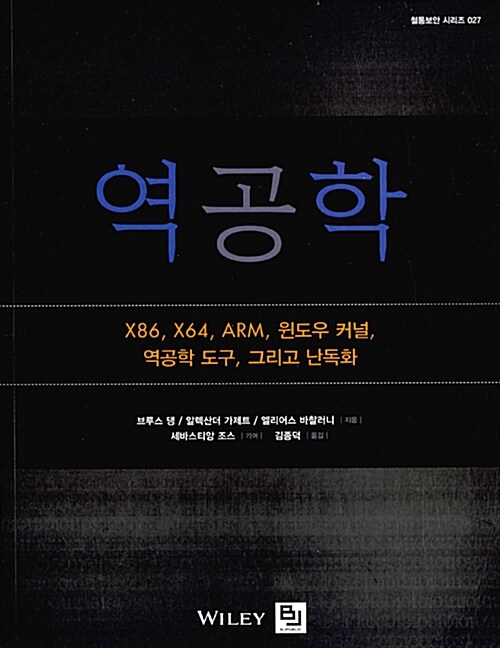 철통보안 시리즈 027
역공학
X86, X64, ARM, 윈도우 커널,
역공학 도구, 그리고 난독화
브루스 댕 / 알렉산더 가제트 / 엘리어스 바찰러니 | 지음 |
세바스티앙 조스 | 기여 | 김종덕 | 옮김 |
WILEY BJ
BJPUBLIC